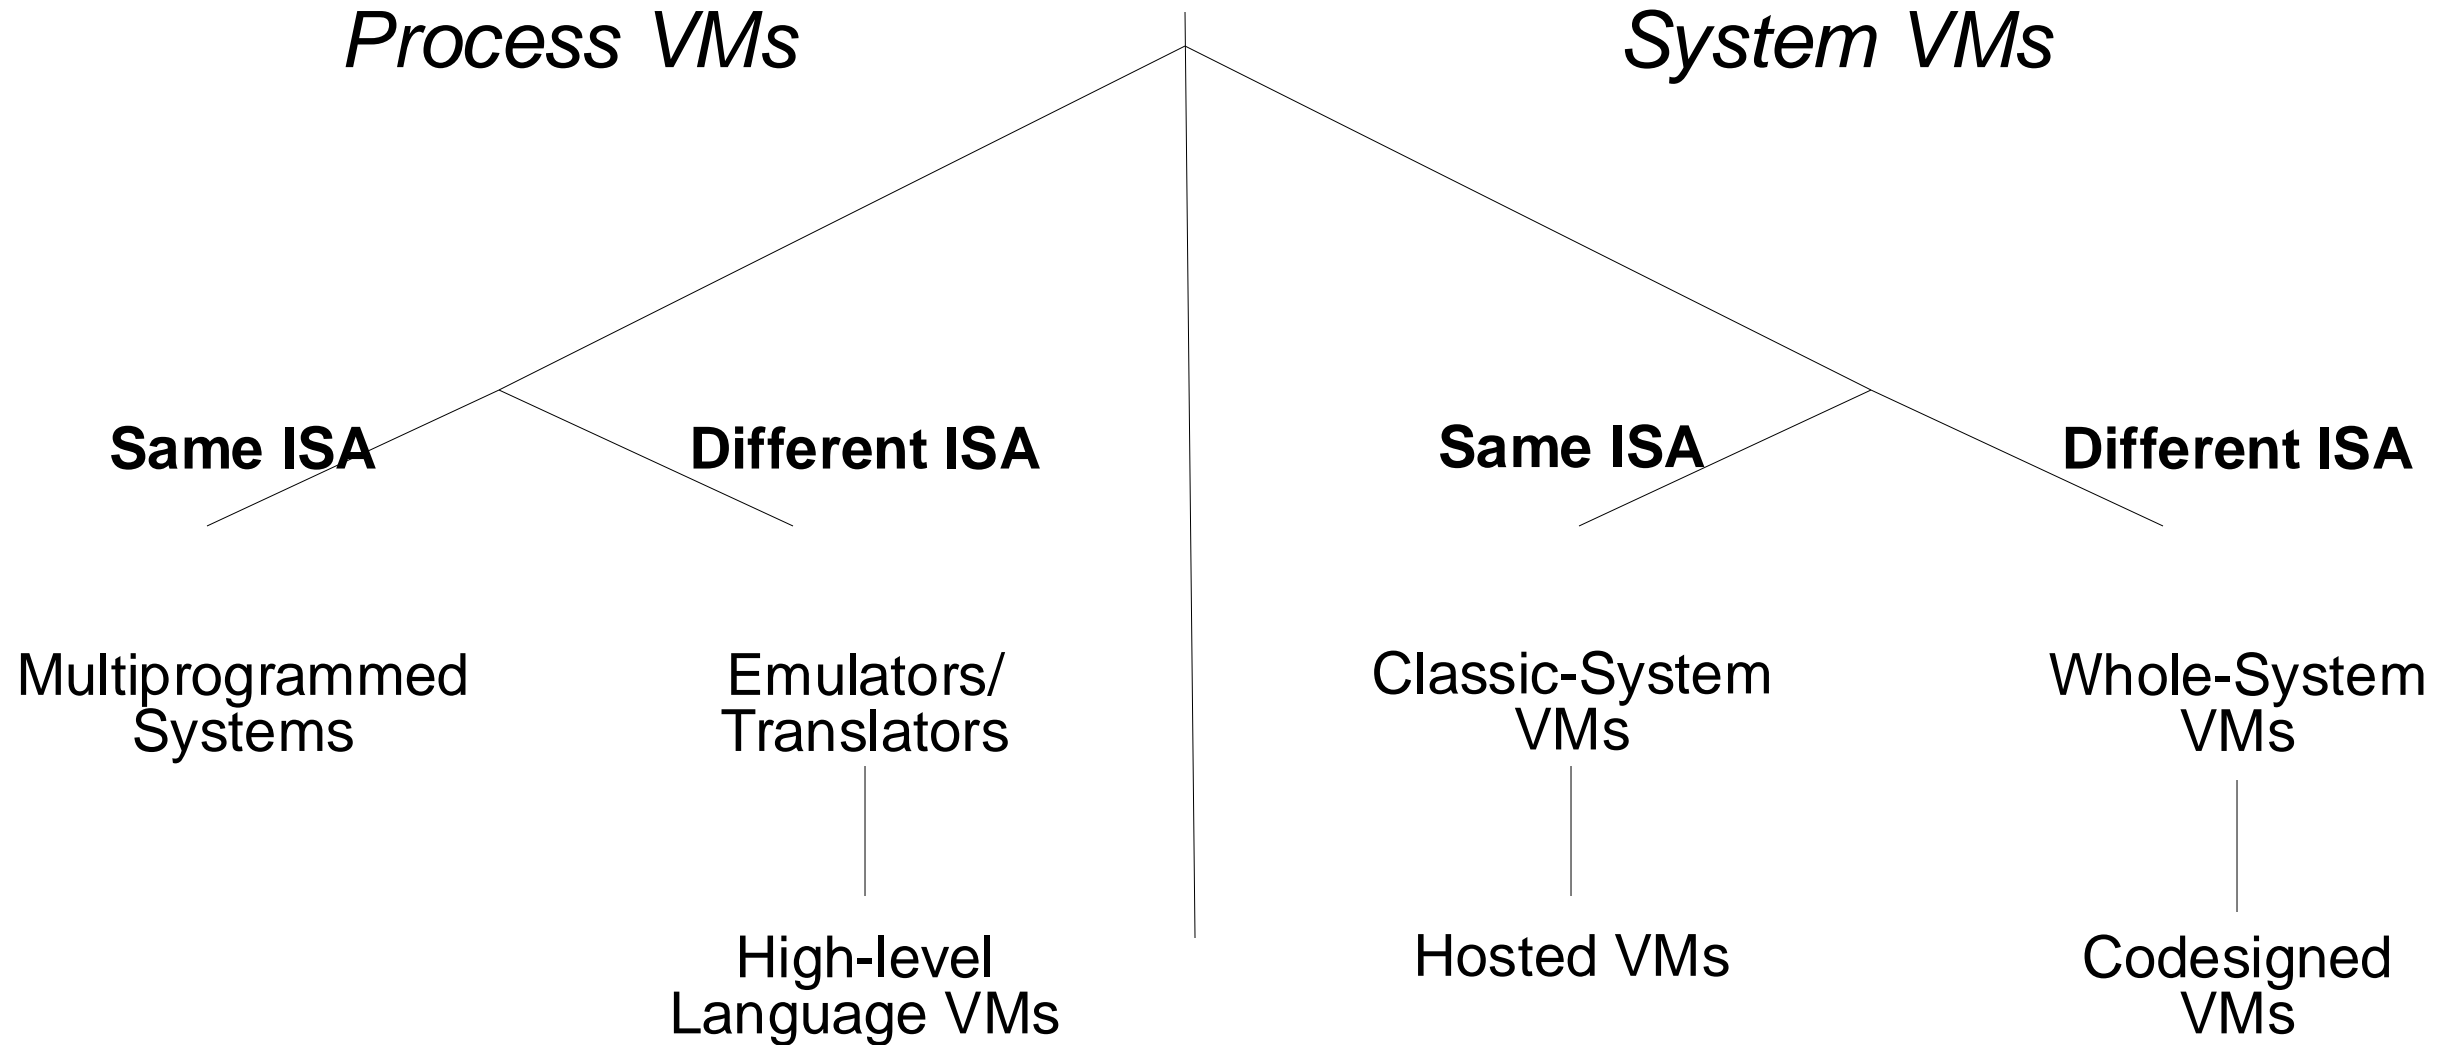 Process VMs
System VMs
Same ISA
Different ISA
Same ISA
Different ISA
Multiprogrammed
Systems
Emulators/
Translators
Classic-System
VMs
Whole-System
VMs
High-level
Language VMs
Hosted VMs
Codesigned
VMs